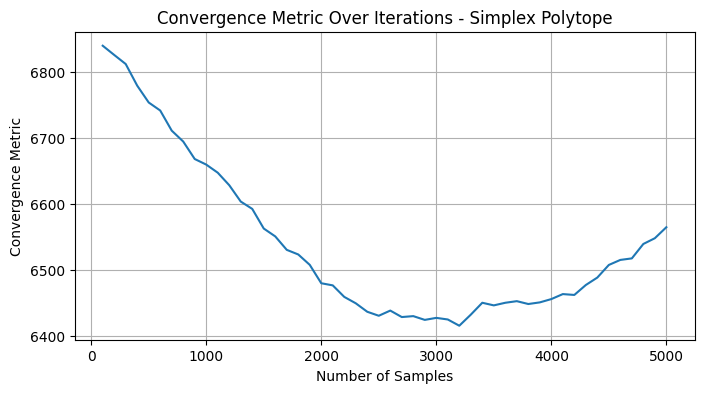 Convergence Metric Over Iterations - Simplex Polytope
Convergence Metric
6800
6700
6600
6500
6400
0 1000 2000 3000 4000 5000
Number of Samples